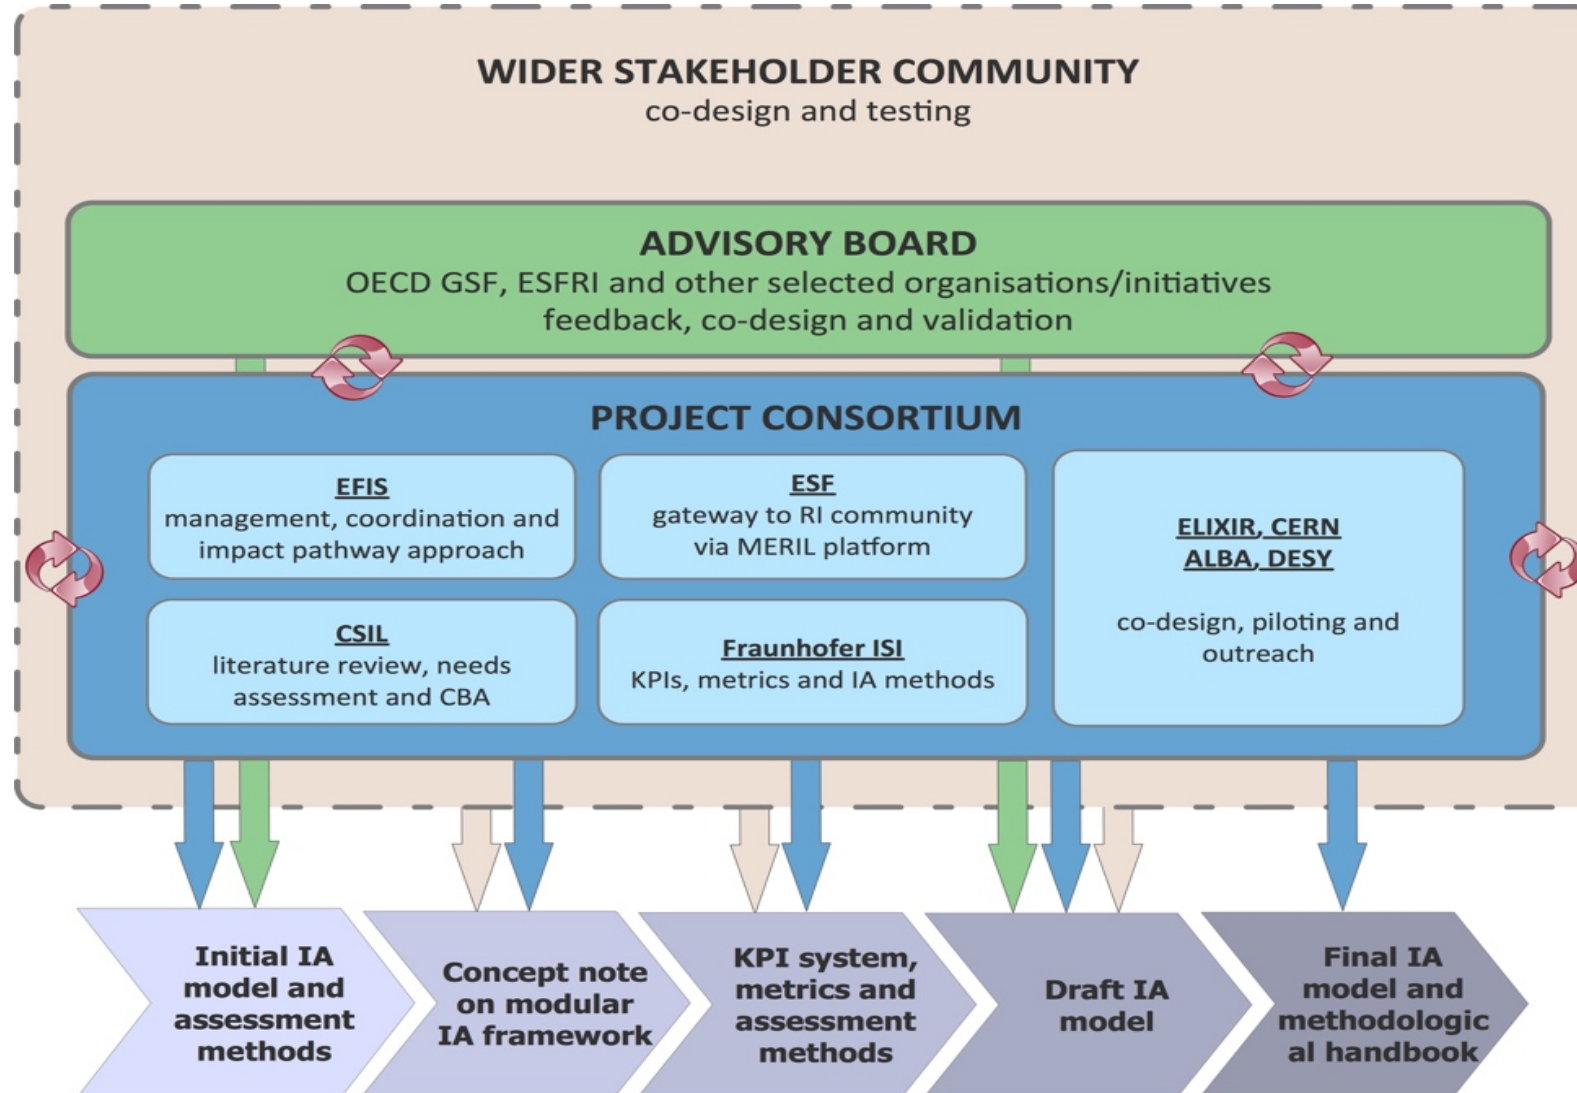 WIDER STAKEHOLDER COMMUNITY
co-design and testing
ADVISORY BOARD
OECD GSF, ESFRI and other selected organisations/initiatives
feedback, co-design and validation
PROJECT CONSORTIUM
EFIS
management, coordination and
impact pathway approach
ESF
gateway to RI community
via MERIL platform
ELIXIR, CERN
ALBA, DESY
co-design, piloting and
outreach
CSIL
literature review, needs
assessment and CBA
Fraunhofer ISI
KPIs, metrics and IA methods
Initial IA
model and
assessment
methods
Concept note
on modular
IA framework
KPI system,
metrics and
assessment
methods
Draft IA
model
Final IA
model and
methodologic
al handbook